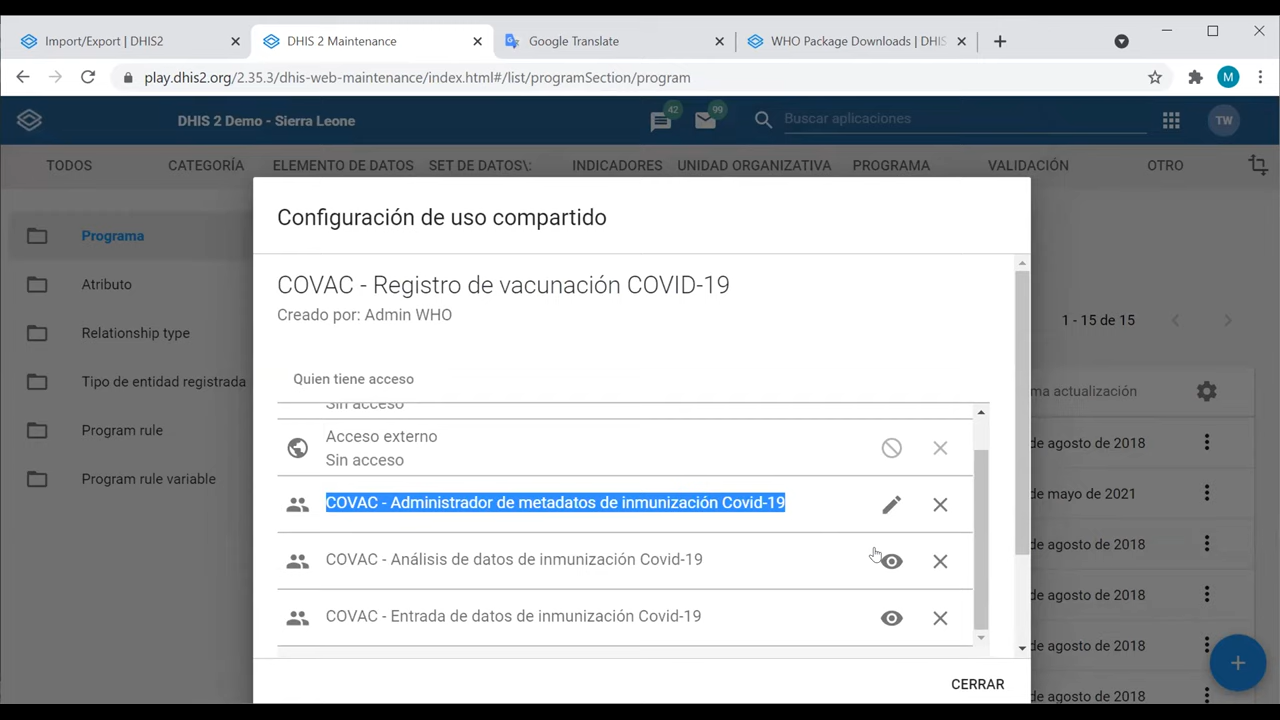 Import/Export | DHIS2
DHIS 2 Maintenance
Google Translate
WHO Package Downloads | DHIS
M
play.dhis2.org/2.35.3/dhis-web-maintenance/index.html#/list/programSection/program
DHIS 2 Demo - Sierra Leone
42
99
Buscar aplicaciones
TW
TODOS
CATEGORÍA
ELEMENTO DE DATOS
SET DE DATOS\:
INDICADORES
UNIDAD ORGANIZATIVA
PROGRAMA
VALIDACIÓN
OTRO
Programa
Atributo
Relationship type
Tipo de entidad registrada
Program rule
Program rule variable
Configuración de uso compartido
COVAC - Registro de vacunación COVID-19
Creado por: Admin WHO
Quien tiene acceso
Sin acceso
Acceso externo
Sin acceso
COVAC - Administrador de metadatos de inmunización Covid-19
COVAC - Análisis de datos de inmunización Covid-19
COVAC - Entrada de datos de inmunización Covid-19
CERRAR
1 - 15 de 15
ma actualización
de agosto de 2018
de mayo de 2021
de agosto de 2018
de agosto de 2018
de agosto de 2018
de agosto de 2018